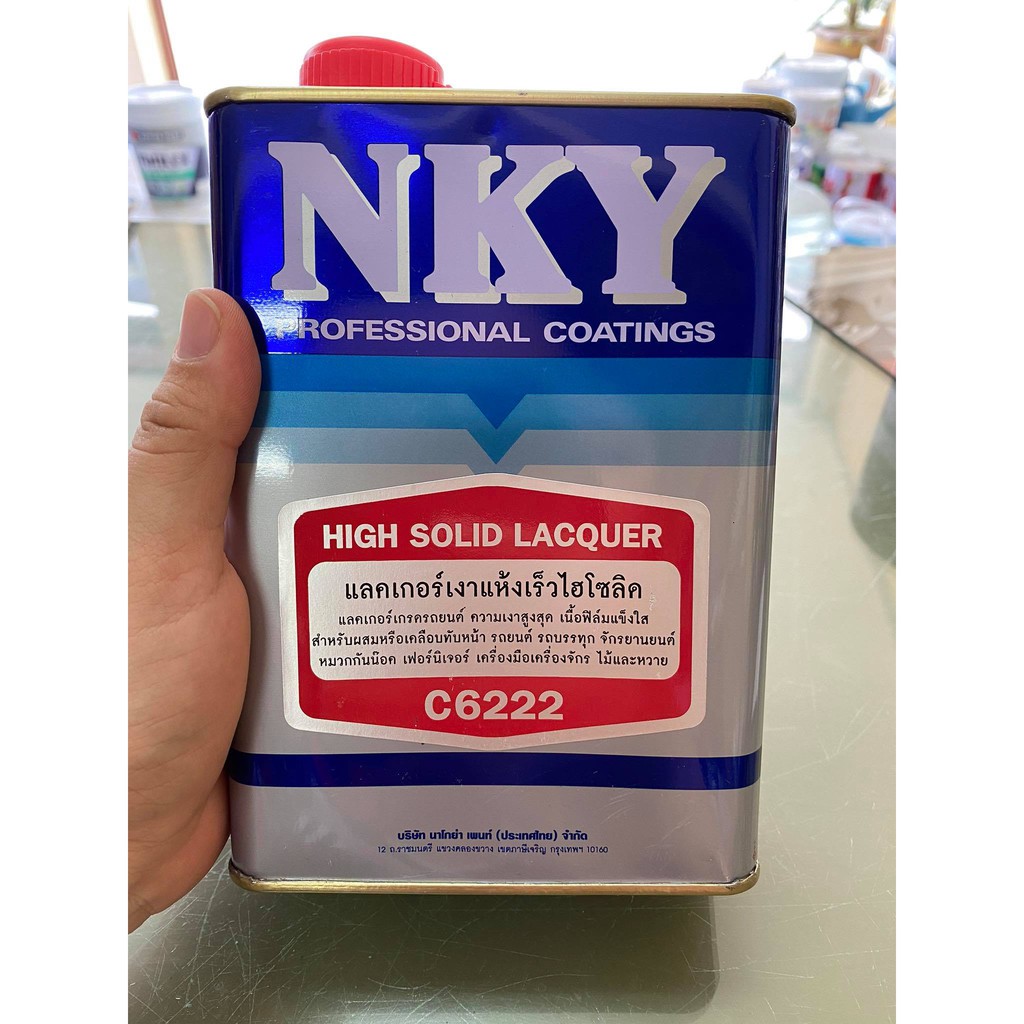 NKY
PROFESSIONAL COATINGS
HIGH SOLID LACQUER
แลคเกอร์เงาแห้งเร็วไฮโซลิด
แลคเกอร์เกรดรถยนต์ ความเงาสูงสุด เนื้อฟิล์มแข็งใส
สำหรับผสมหรือเคลือบทับหน้า รถยนต์ รถบรรทุก จักรยานยนต์
หมวกกันน๊อค เฟอร์นิเจอร์ เครื่องมือเครื่องจักร ไม้และหวาย
C6222
บริษัท นาโกย่า เพนท์ (ประเทศไทย) จำกัด
12 ถ.ราชมนตรี แขวงคลองขวาง เขตภาษีเจริญ กรุงเทพฯ 10160